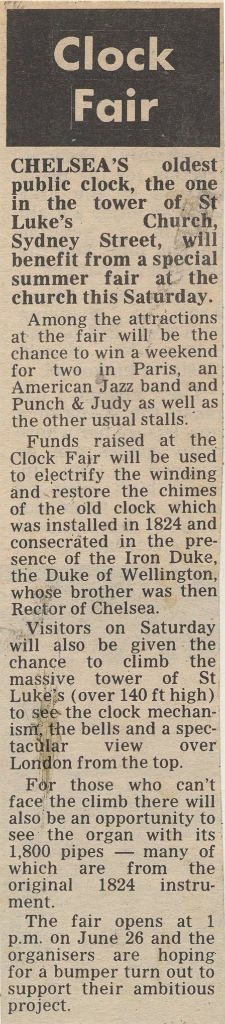 Clock
Fair
CHELSEA'S oldest
public clock, the one
in the tower of St
Luke's Church,
Sydney Street, will
benefit from a special
summer fair at the
church this Saturday.
Among the attractions
at the fair will be the
chance to win a weekend
for two in Paris, an
American Jazz band and
Punch & Judy as well as
the other usual stalls.
Funds raised at the
Clock Fair will be used
to electrify the winding
and restore the chimes
of the old clock which
was installed in 1824 and
consecrated in the pre-
sence of the Iron Duke,
the Duke of Wellington,
whose brother was then
Rector of Chelsea.
Visitors on Saturday
will also be given the
chance to climb the
massive tower of St
Luke's (over 140 ft high)
to see the clock mechan-
ism, the bells and a spec-
tacular view over
London from the top.
For those who can't
face the climb there will
also be an opportunity to
see the organ with its
1,800 pipes — many of
which are from the
original 1824 instru-
ment.
The fair opens at 1
p.m. on June 26 and the
organisers are hoping
for a bumper turn out to
support their ambitious
project.